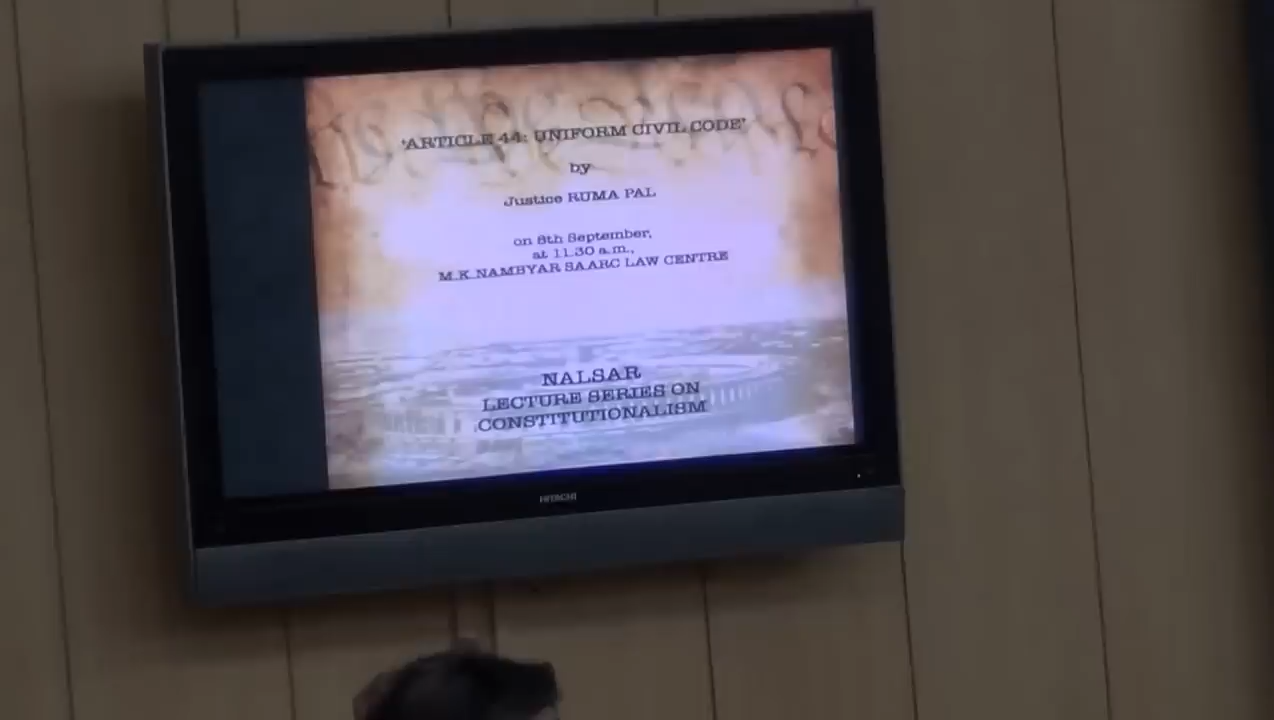 'ARTICLE 44: UNIFORM CIVIL CODE'
by
Justice RUMA PAL
on 8th September,
at 11.30 a.m.,
M.K.NAMBYAR SAARC LAW CENTRE
NALSAR
LECTURE SERIES ON
CONSTITUTIONALISM
HITACHI